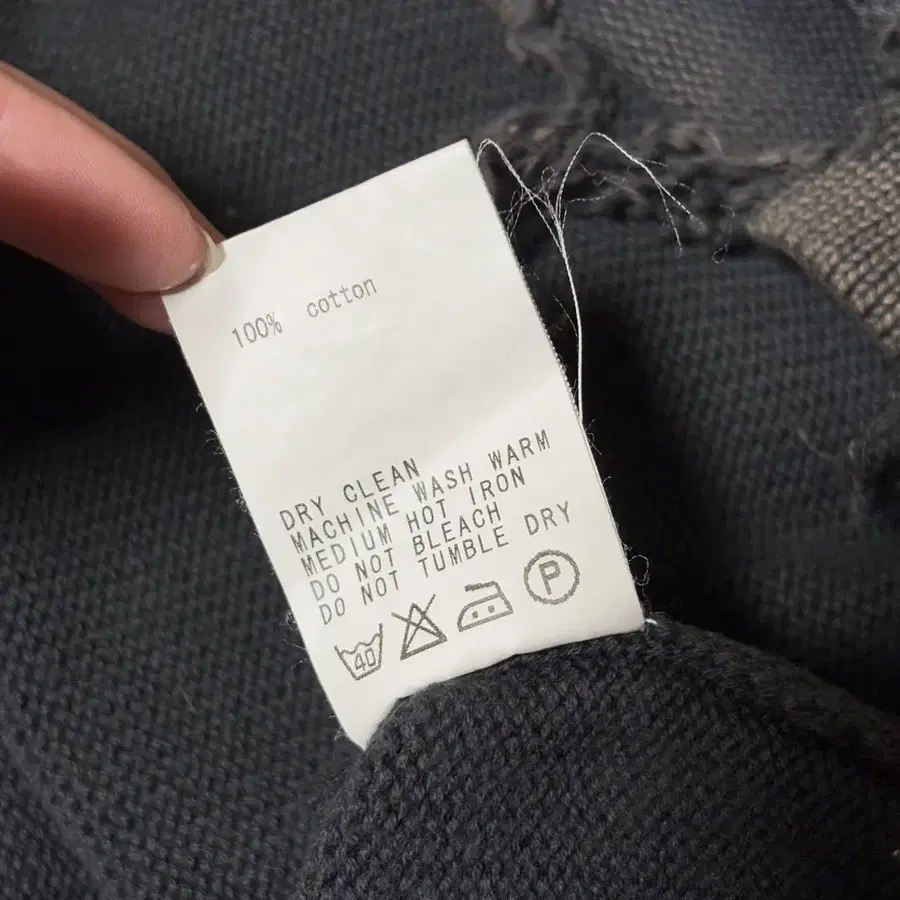 100% cotton
DRY CLEAN
MACHINE WASH WARM
MEDIUM HOT IRON
DO NOT BLEACH
DO NOT TUMBLE DRY
40 P